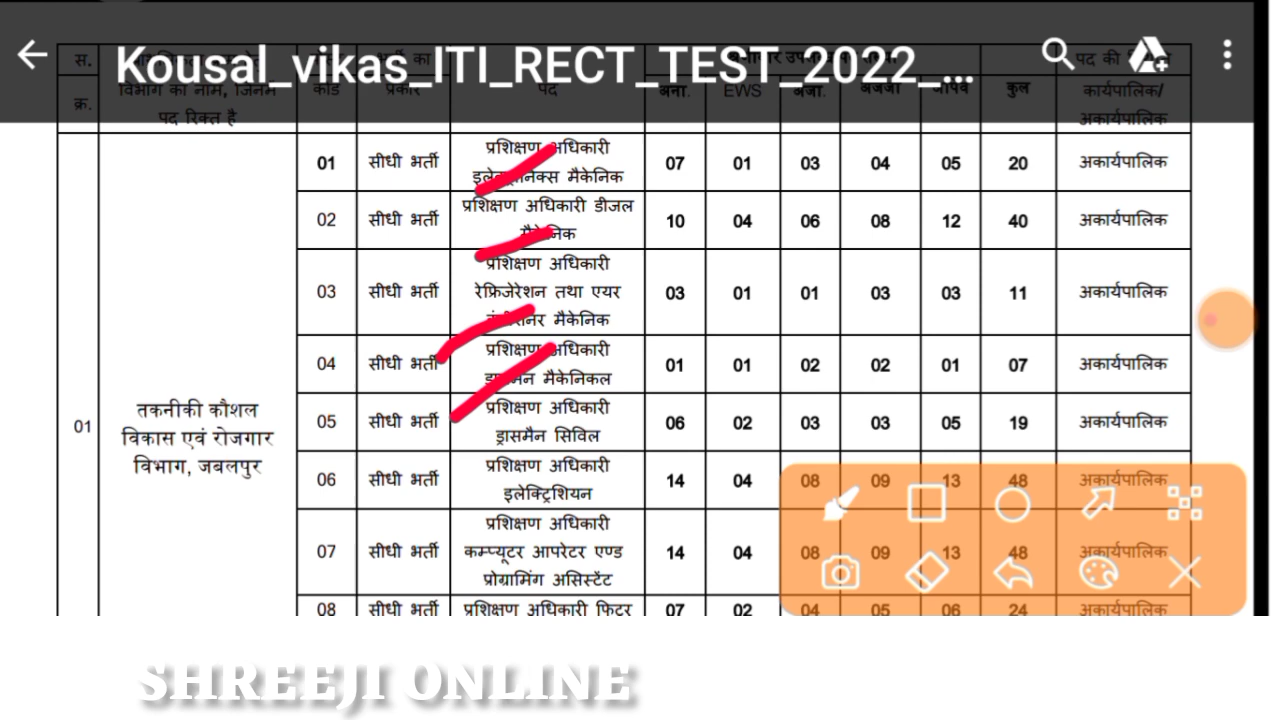 Kousal_vikas_ITI_RECT_TEST_2022_...
स. का पद की
क्र. विभाग का नाम, जिनमें कोड प्रकार पद अना. EWS अजा. अजजा अपिव कुल कार्यपालिक/
पद रिक्त है अकार्यपालिक
01 तकनीकी कौशल
विकास एवं रोजगार
विभाग, जबलपुर
01 सीधी भर्ती प्रशिक्षण अधिकारी
इलेक्ट्रानिक्स मैकेनिक 07 01 03 04 05 20 अकार्यपालिक
02 सीधी भर्ती प्रशिक्षण अधिकारी डीजल
मैकेनिक 10 04 06 08 12 40 अकार्यपालिक
03 सीधी भर्ती प्रशिक्षण अधिकारी
रेफ्रिजेरेशन तथा एयर
कंडीशनर मैकेनिक 03 01 01 03 03 11 अकार्यपालिक
04 सीधी भर्ती प्रशिक्षण अधिकारी
ड्रासमैन मैकेनिकल 01 01 02 02 01 07 अकार्यपालिक
05 सीधी भर्ती प्रशिक्षण अधिकारी
ड्रासमैन सिविल 06 02 03 03 05 19 अकार्यपालिक
06 सीधी भर्ती प्रशिक्षण अधिकारी
इलेक्ट्रिशियन 14 04 08 09 13 48 अकार्यपालिक
07 सीधी भर्ती प्रशिक्षण अधिकारी
कम्प्यूटर आपरेटर एण्ड
प्रोग्रामिंग असिस्टेंट 14 04 08 09 13 48 अकार्यपालिक
08 सीधी भर्ती प्रशिक्षण अधिकारी फिटर 07 02 04 05 06 24 अकार्यपालिक
SHREEJI ONLINE